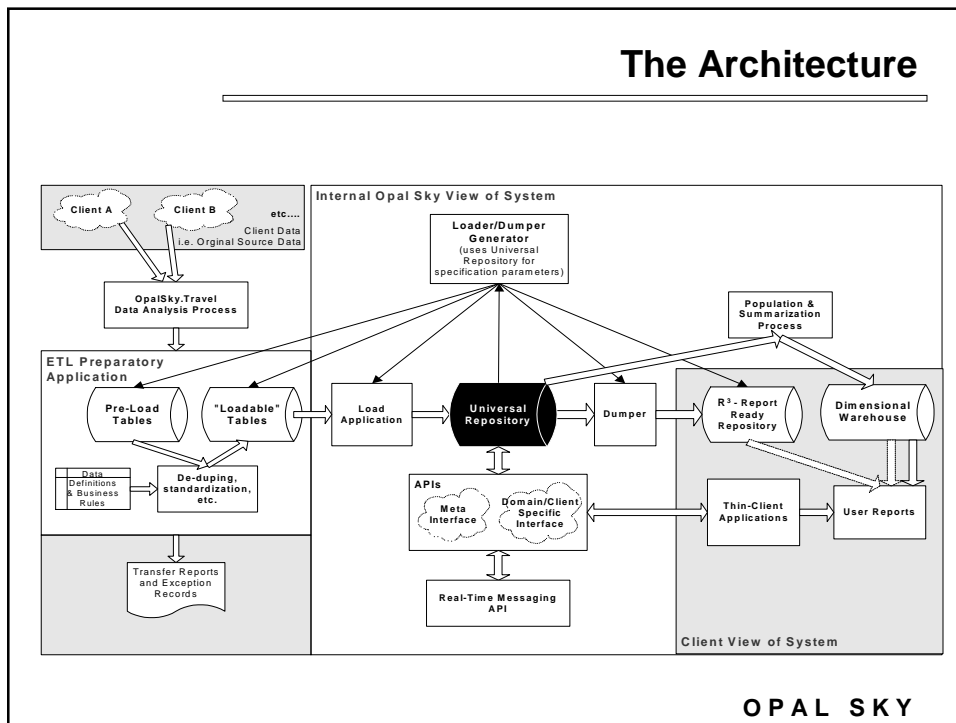 The Architecture
Client A
Client B
etc....
Client Data
i.e. Orginal Source Data
OpalSky.Travel
Data Analysis Process
ETL Preparatory
Application
Pre-Load
Tables
"Loadable"
Tables
Data
Definitions
& Business
Rules
De-duping,
standardization,
etc.
Transfer Reports
and Exception
Records
Internal Opal Sky View of System
Loader/Dumper
Generator
(uses Universal
Repository for
specification parameters)
Population &
Summarization
Process
Load
Application
Universal
Repository
Dumper
R³ - Report
Ready
Repository
Dimensional
Warehouse
APIs
Meta
Interface
Domain/Client
Specific
Interface
Thin-Client
Applications
User Reports
Real-Time Messaging
API
Client View of System
OPAL SKY